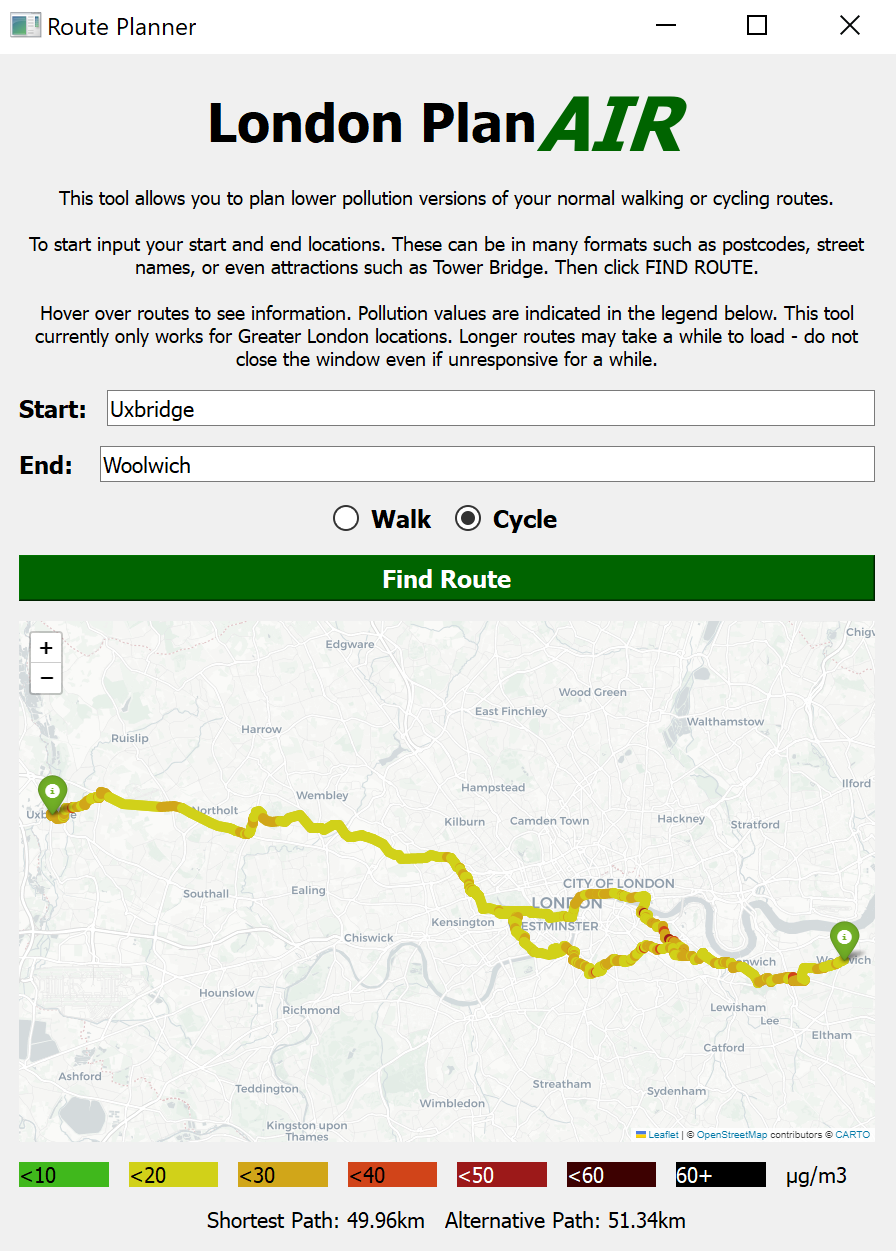 Route Planner
London PlanAIR
This tool allows you to plan lower pollution versions of your normal walking or cycling routes.
To start input your start and end locations. These can be in many formats such as postcodes, street
names, or even attractions such as Tower Bridge. Then click FIND ROUTE.
Hover over routes to see information. Pollution values are indicated in the legend below. This tool
currently only works for Greater London locations. Longer routes may take a while to load - do not
close the window even if unresponsive for a while.
Start: Uxbridge
End: Woolwich
Walk Cycle
Find Route
+
−
Edgware
Chigw
Wood Green
East Finchley
Walthamstow
Harrow
Ruislip
Hampstead
Ilford
Wembley
Northolt
Kilburn
Camden Town
Hackney
Stratford
CITY OF LONDON
Southall
Ealing
LONDON
Kensington
ESTMINSTER
Chiswick
enwich
Hounslow
Richmond
Lewisham
Lee
Eltham
Catford
Ashford
Teddington
Streatham
Sydenham
Wimbledon
Kingston upon
Thames
Leaflet | © OpenStreetMap contributors © CARTO
<10 <20 <30 <40 <50 <60 60+ µg/m3
Shortest Path: 49.96km Alternative Path: 51.34km